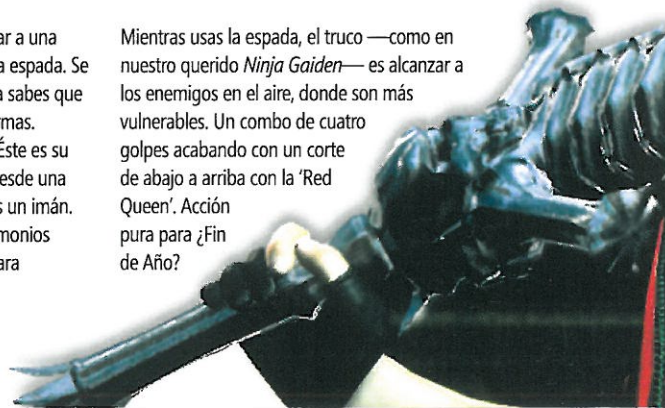 ar a una
a espada. Se
a sabes que
mas.
Éste es su
esde una
s un imán.
monios
ara
Mientras usas la espada, el truco —como en
nuestro querido Ninja Gaiden— es alcanzar a
los enemigos en el aire, donde son más
vulnerables. Un combo de cuatro
golpes acabando con un corte
de abajo a arriba con la ‘Red
Queen’. Acción
pura para ¿Fin
de Año?